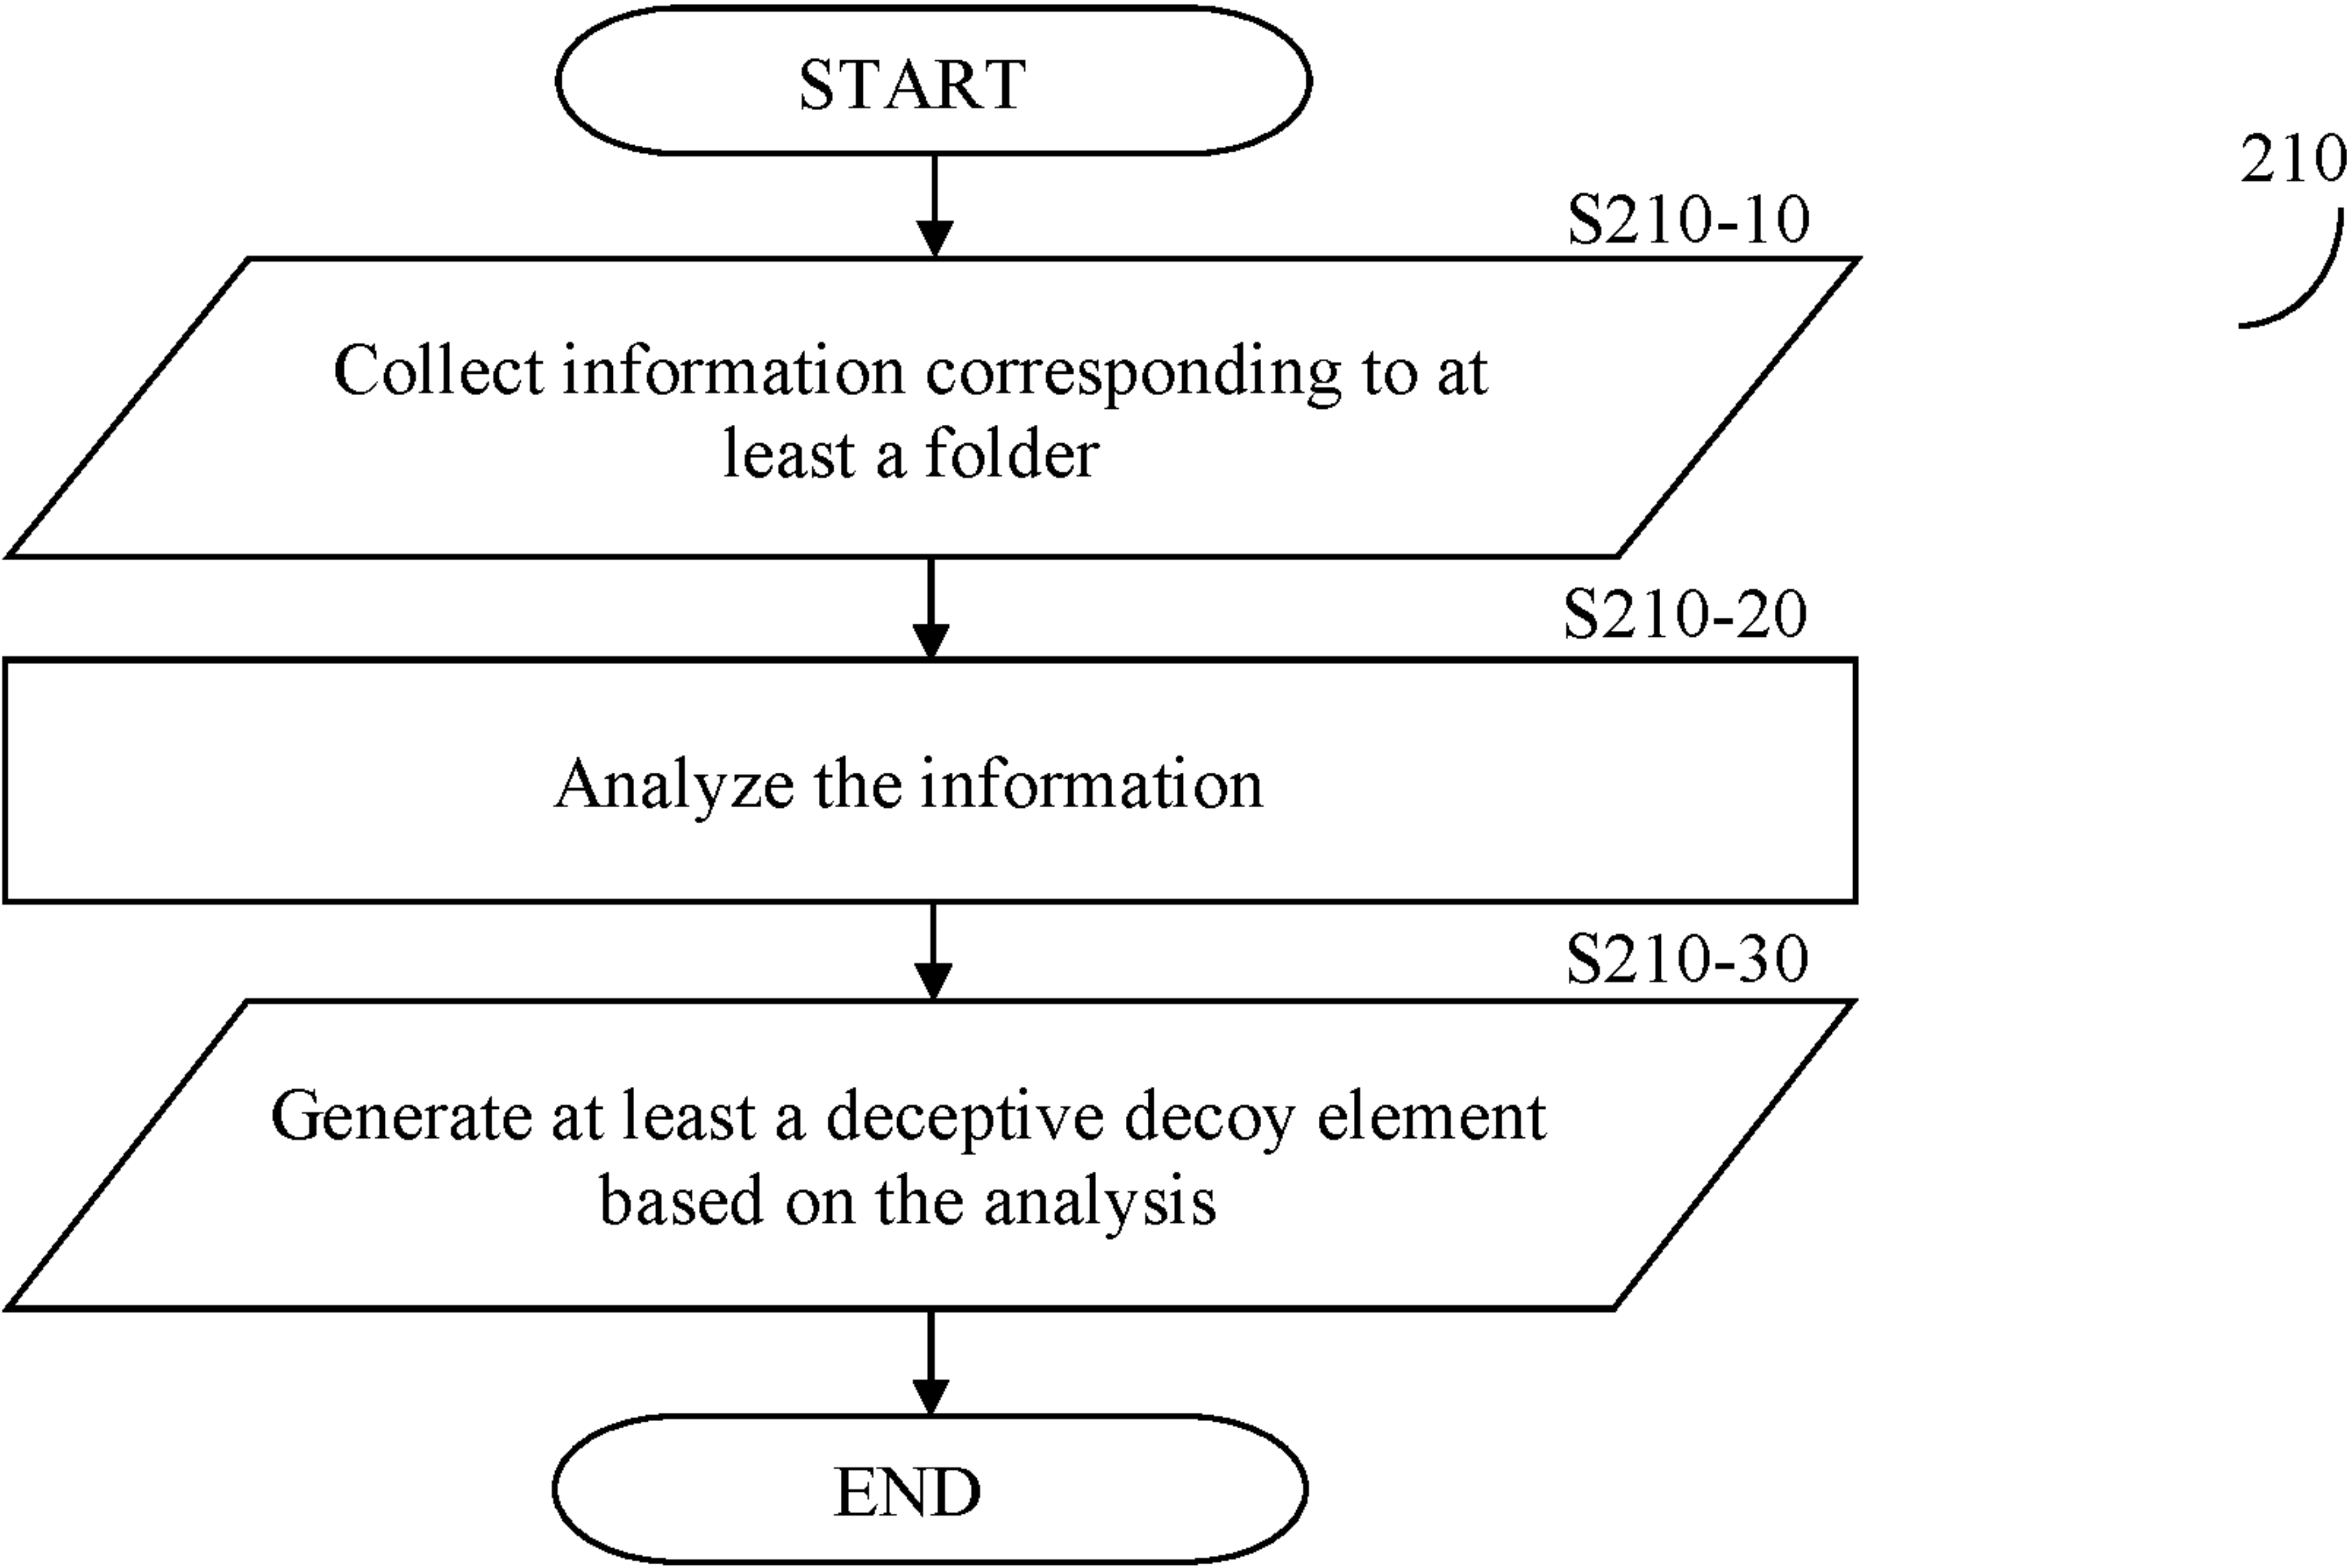 START
210
S210-10
Collect information corresponding to at
least a folder
S210-20
Analyze the information
S210-30
Generate at least a deceptive decoy element
based on the analysis
END